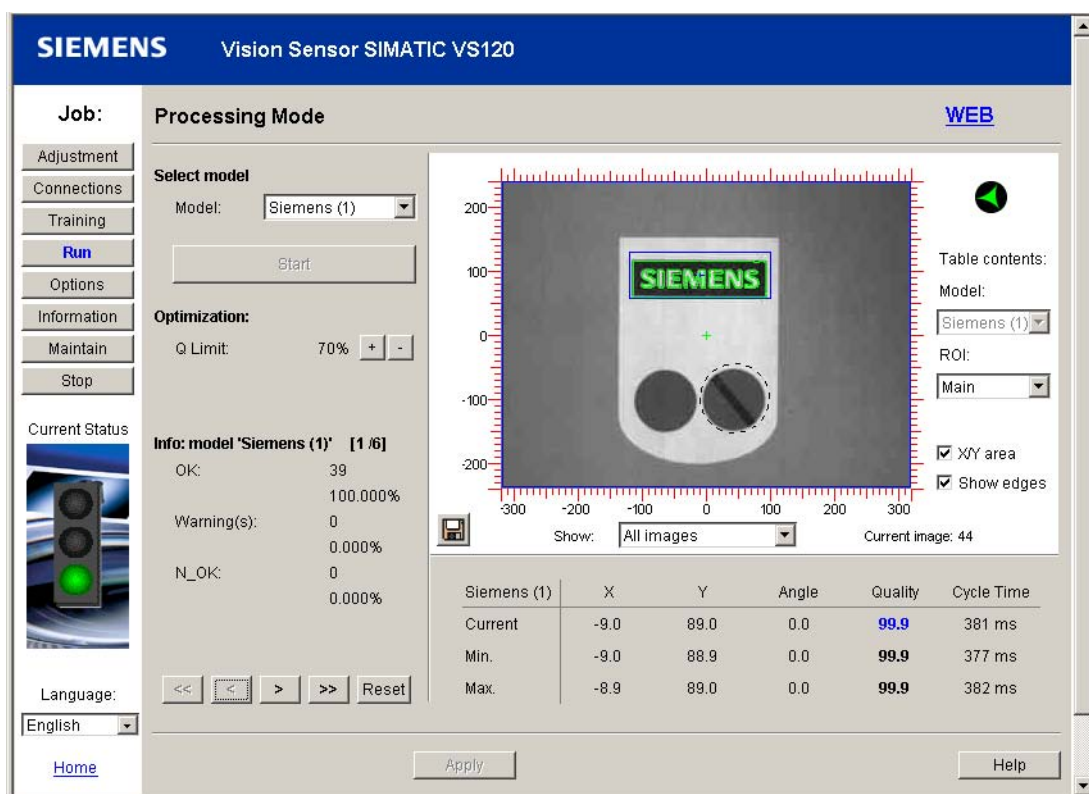 SIEMENS Vision Sensor SIMATIC VS120
Job:
Adjustment
Connections
Training
Run
Options
Information
Maintain
Stop
Current Status
Language:
English
Home
Processing Mode
WEB
Select model
Model: Siemens (1)
Start
Optimization:
Q Limit: 70% + -
Info: model 'Siemens (1)' [1 /6]
OK: 39
100.000%
Warning(s): 0
0.000%
N_OK: 0
0.000%
<< < > >> Reset
200
100
0
-100
-200
-300 -200 -100 0 100 200 300
SIEMENS
Table contents:
Model:
Siemens (1)
ROI:
Main
X/Y area
Show edges
Show: All images Current image: 44
Siemens (1) X Y Angle Quality Cycle Time
Current -9.0 89.0 0.0 99.9 381 ms
Min. -9.0 88.9 0.0 99.9 377 ms
Max. -8.9 89.0 0.0 99.9 382 ms
Apply
Help